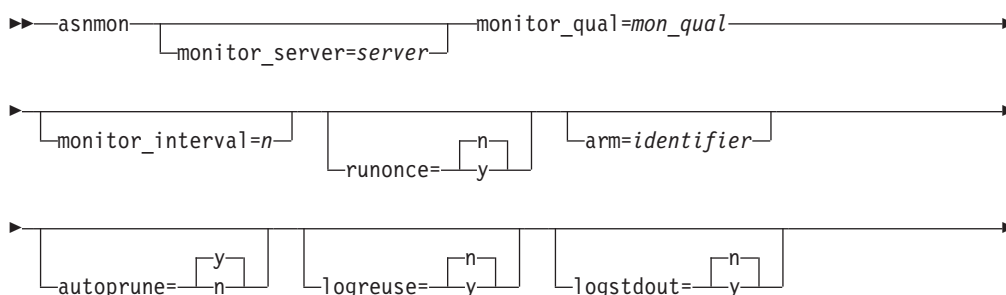 asnmon monitor_server=server monitor_qual=mon_qual
monitor_interval=n runonce= n y arm=identifier
autoprune= y n logreuse= n y logstdout= n y